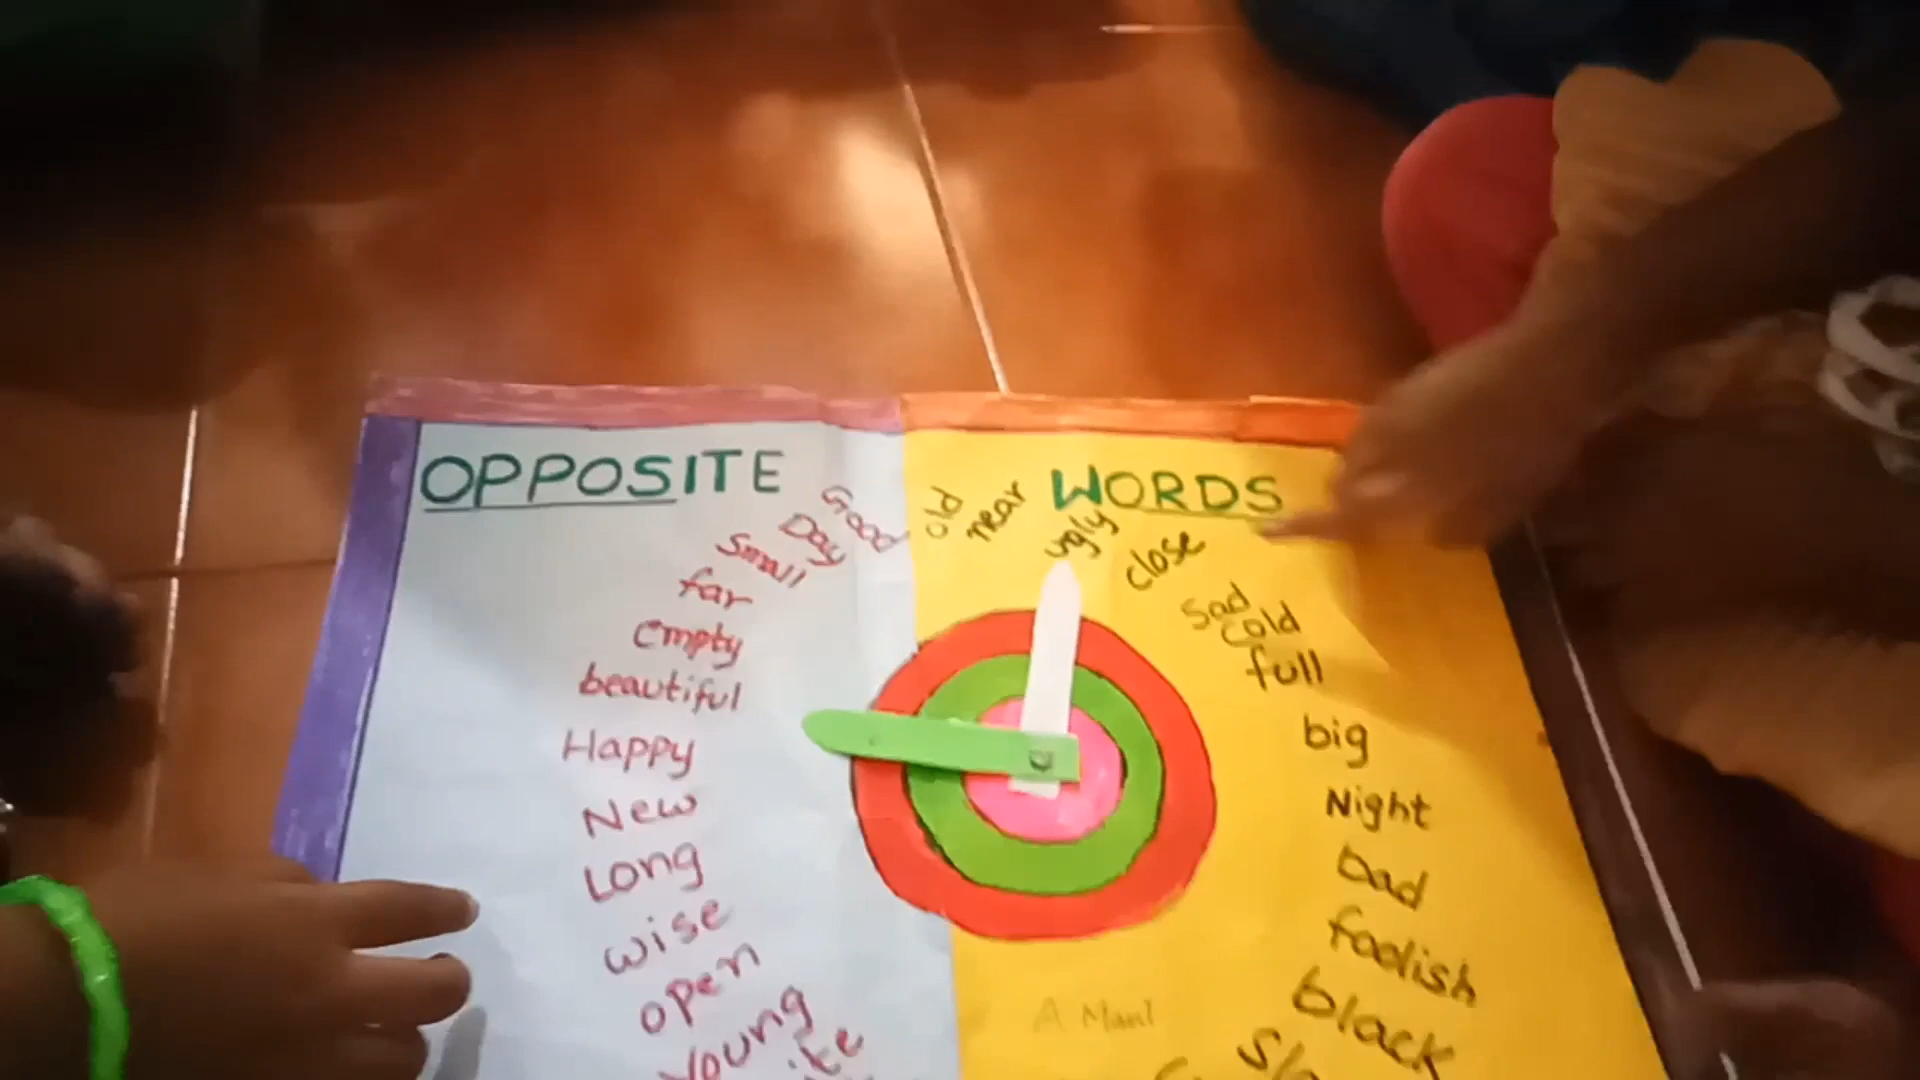 OPPOSITE WORDS
Good
Day
Small
far
Empty
beautiful
Happy
New
Long
wise
open
young
old
near
ugly
close
Sad
Cold
full
big
Night
Dad
foolish
black